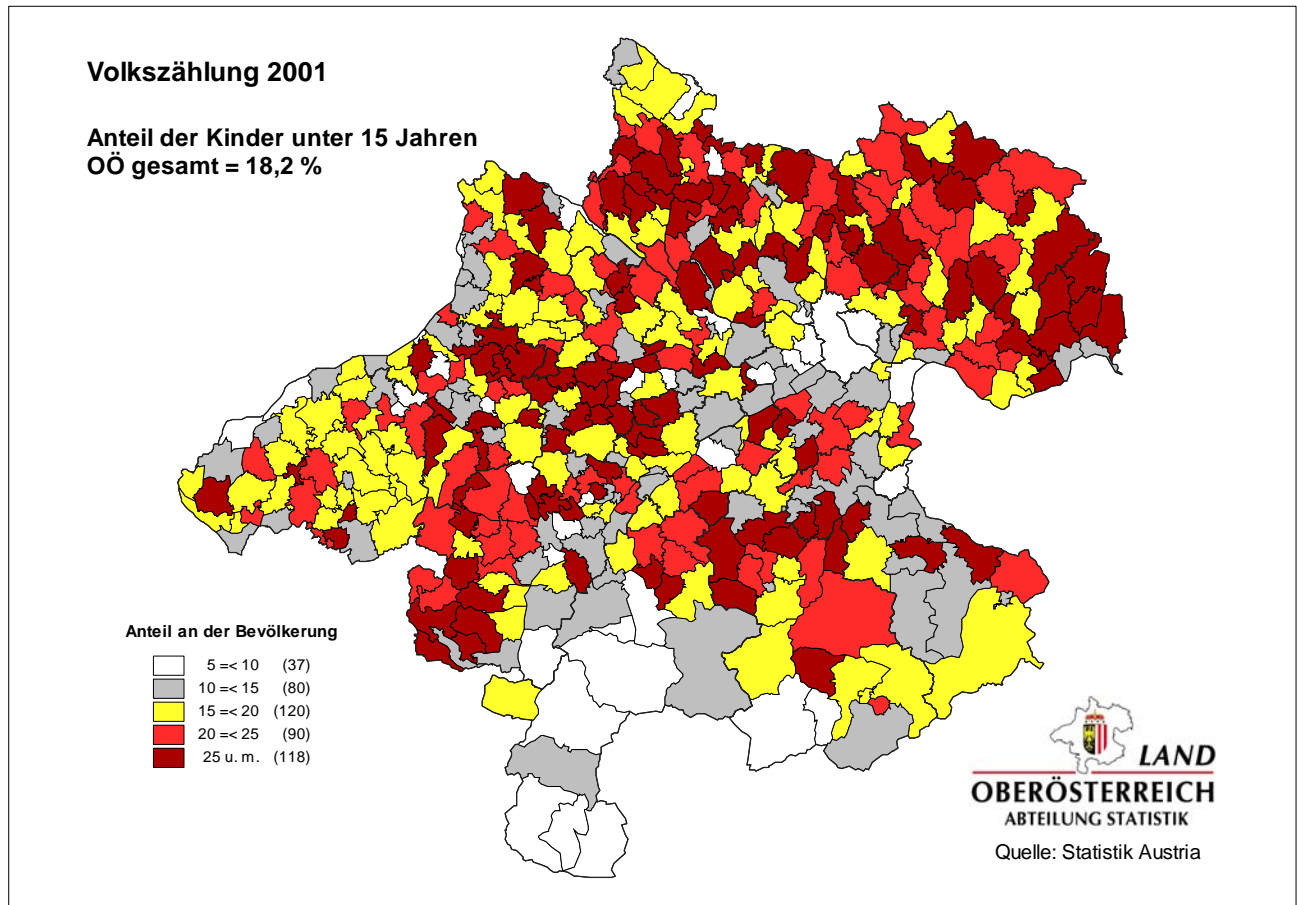 Volkszählung 2001
Anteil der Kinder unter 15 Jahren
OÖ gesamt = 18,2 %
Anteil an der Bevölkerung
5 =< 10 (37)
10 =< 15 (80)
15 =< 20 (120)
20 =< 25 (90)
25 u. m. (118)
LAND
OBERÖSTERREICH
ABTEILUNG STATISTIK
Quelle: Statistik Austria